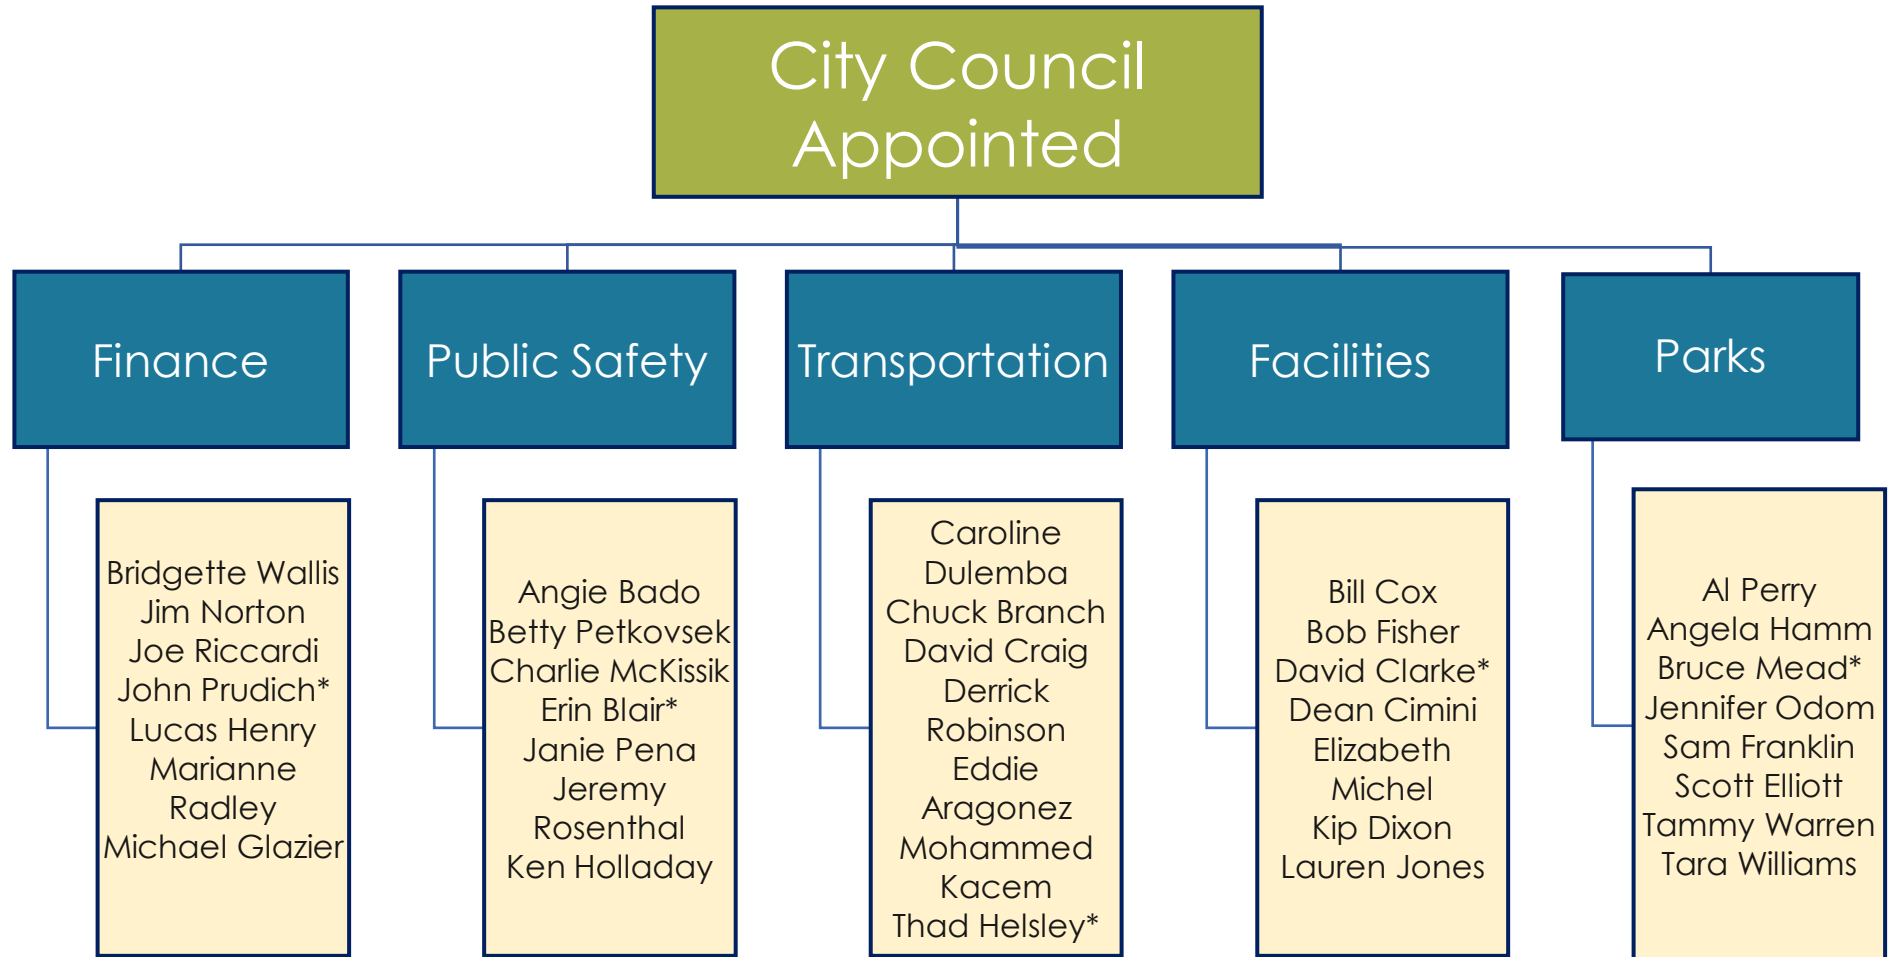 City Council
Appointed
Finance
Public Safety
Transportation
Facilities
Parks
Bridgette Wallis
Jim Norton
Joe Riccardi
John Prudich*
Lucas Henry
Marianne
Radley
Michael Glazier
Angie Bado
Betty Petkovsek
Charlie McKissik
Erin Blair*
Janie Pena
Jeremy
Rosenthal
Ken Holladay
Caroline
Dulemba
Chuck Branch
David Craig
Derrick
Robinson
Eddie
Aragonez
Mohammed
Kacem
Thad Helsley*
Bill Cox
Bob Fisher
David Clarke*
Dean Cimini
Elizabeth
Michel
Kip Dixon
Lauren Jones
Al Perry
Angela Hamm
Bruce Mead*
Jennifer Odom
Sam Franklin
Scott Elliott
Tammy Warren
Tara Williams